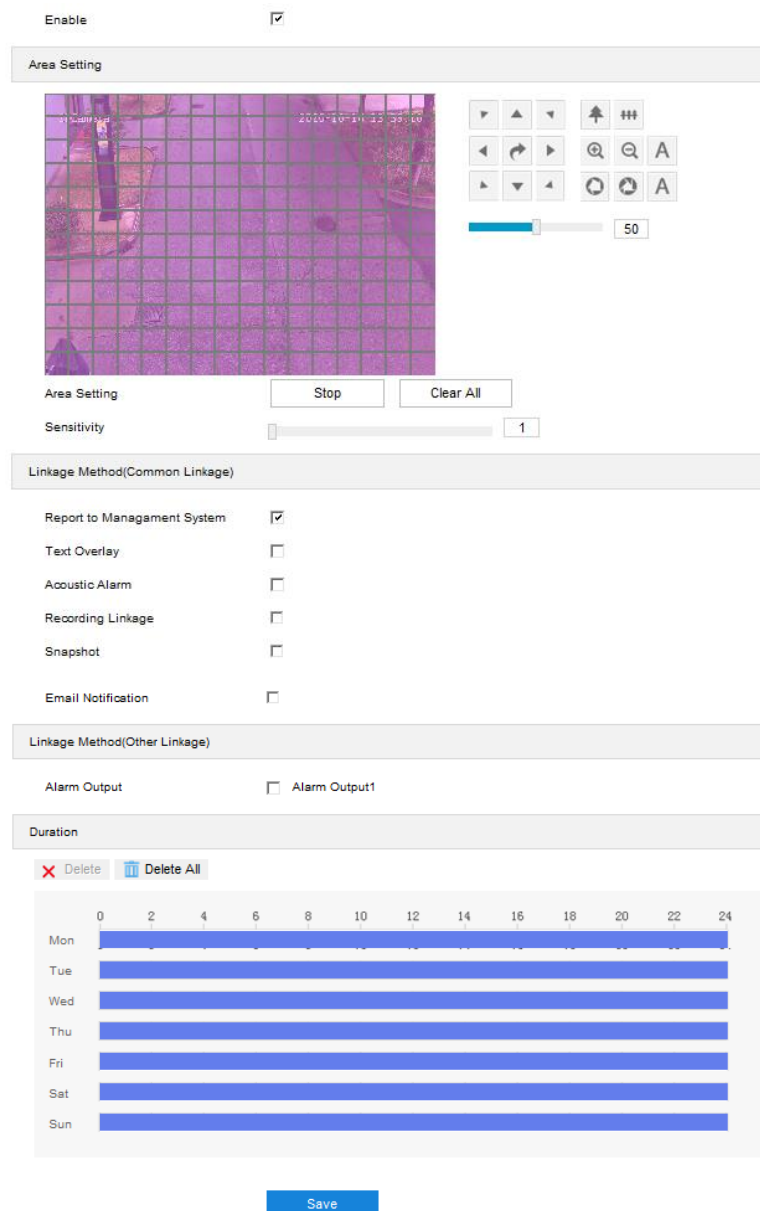 Enable
Area Setting
A
A
50
Area Setting
Stop
Clear All
Sensitivity
1
Linkage Method(Common Linkage)
Report to Managament System
Text Overlay
Acoustic Alarm
Recording Linkage
Snapshot
Email Notification
Linkage Method(Other Linkage)
Alarm Output
Alarm Output1
Duration
Delete
Delete All
0 2 4 6 8 10 12 14 16 18 20 22 24
Mon
Tue
Wed
Thu
Fri
Sat
Sun
Save